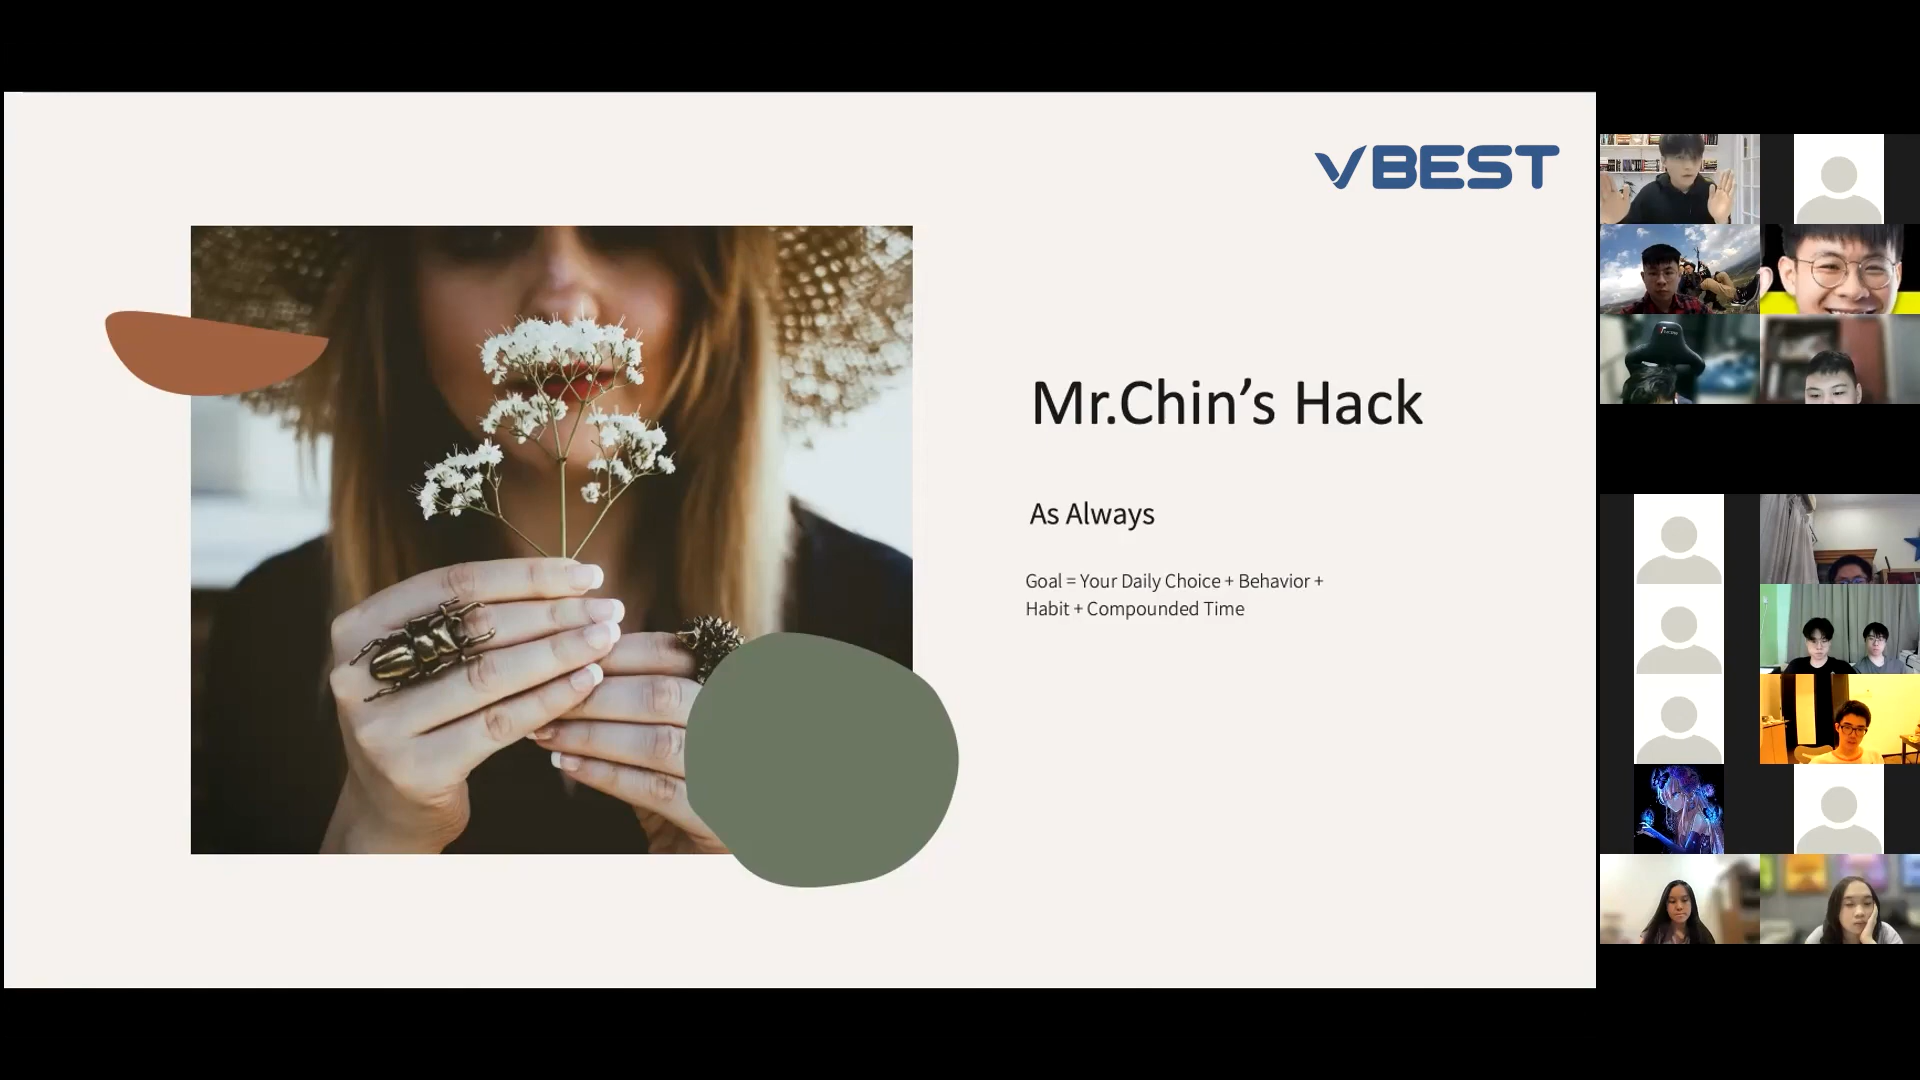 VBEST
Mr.Chin’s Hack
As Always
Goal = Your Daily Choice + Behavior +
Habit + Compounded Time